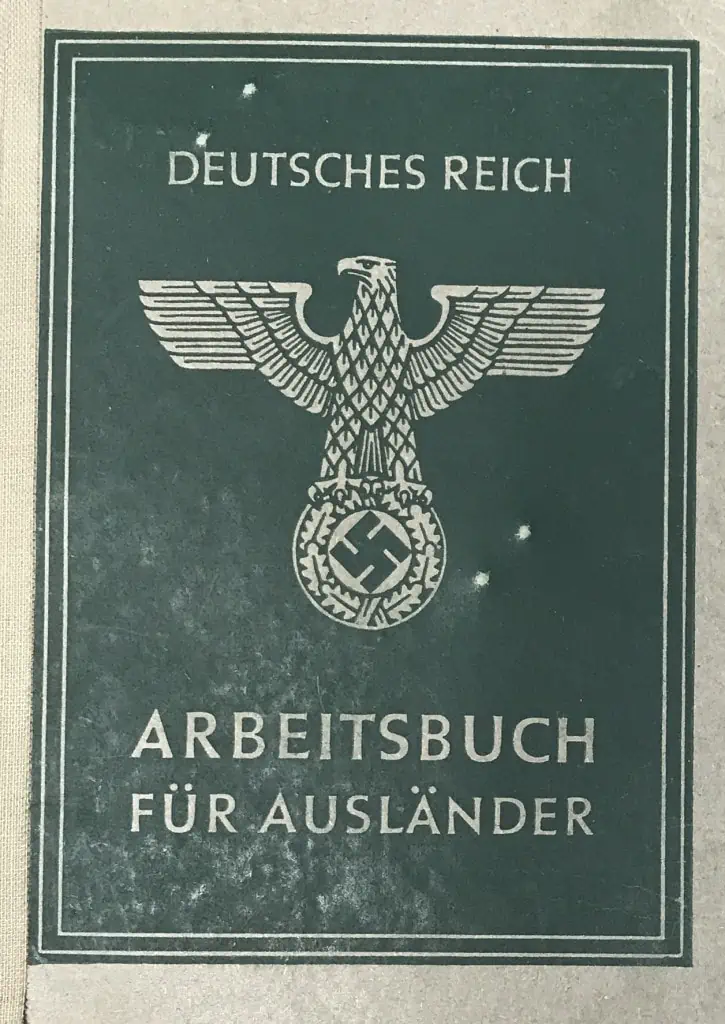 DEUTSCHES REICH
ARBEITSBUCH
FÜR AUSLÄNDER